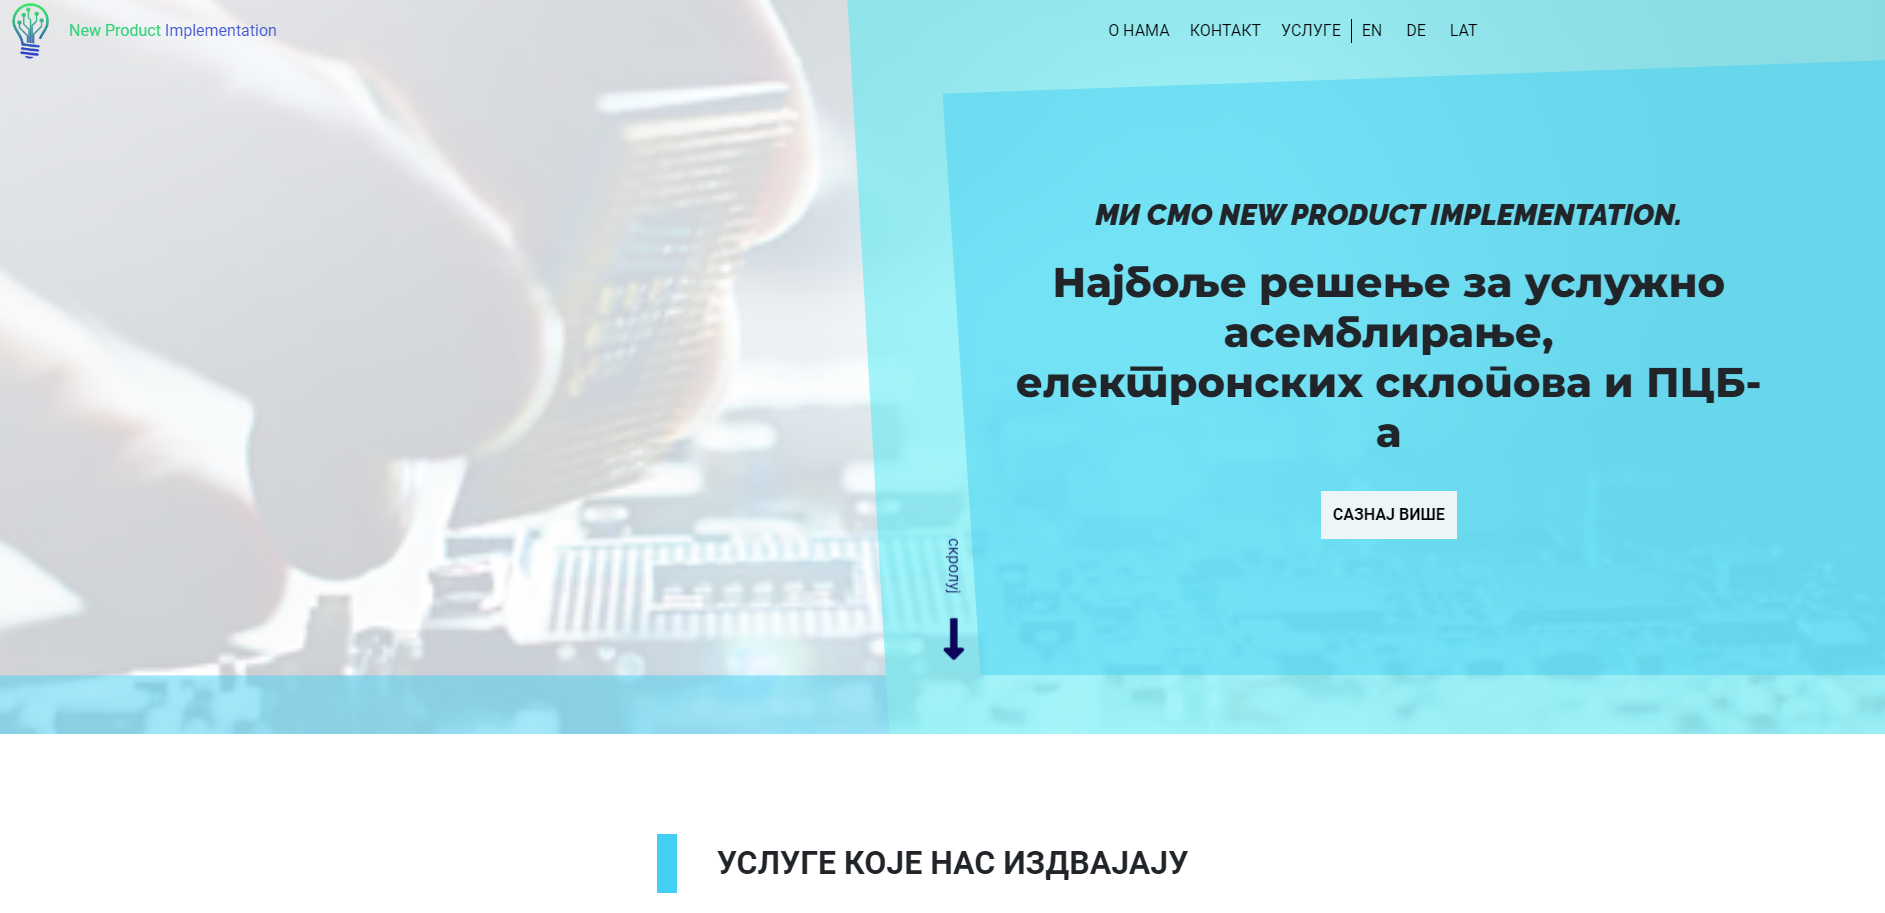 New Product Implementation
О НАМА КОНТАКТ УСЛУГЕ EN DE LAT
МИ СМО NEW PRODUCT IMPLEMENTATION.
Најбоље решење за услужно
асемблирање,
електронских склопова и ПЦБ-
а
САЗНАЈ ВИШЕ
скролуј
УСЛУГЕ КОЈЕ НАС ИЗДВАЈАЈУ